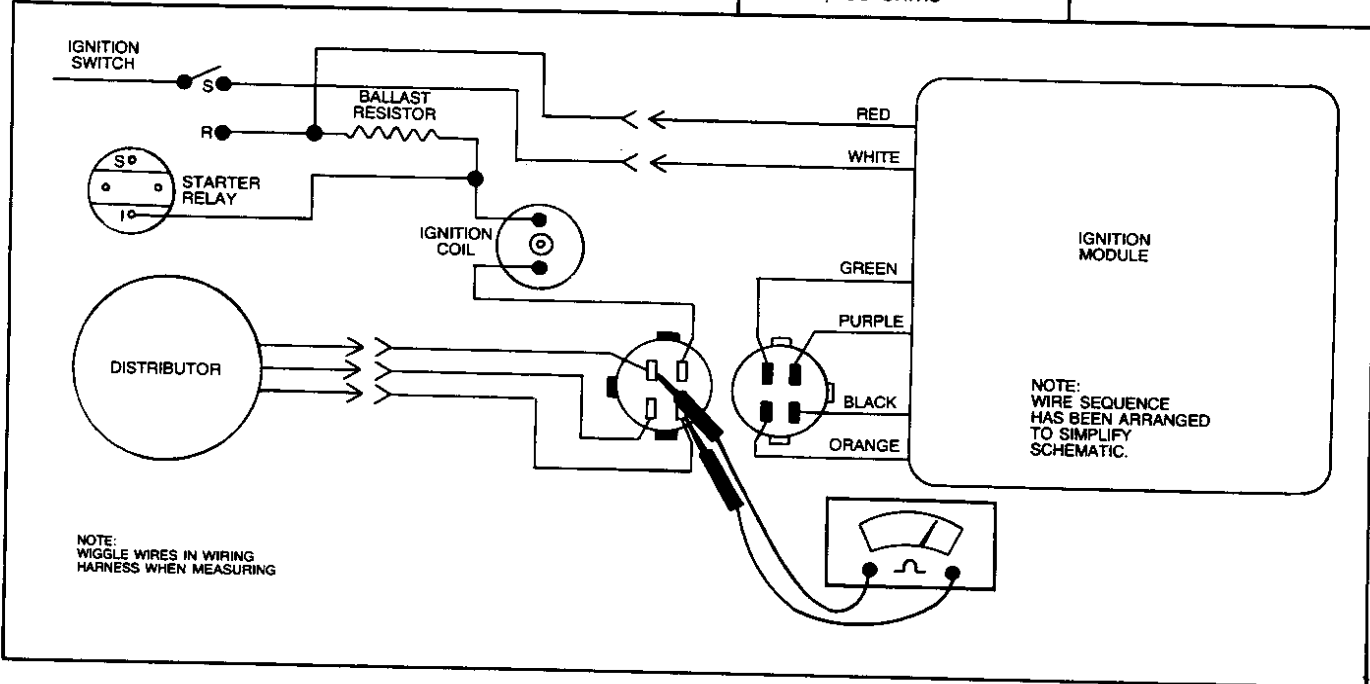 IGNITION
SWITCH
S
BALLAST
RESISTOR
R
RED
WHITE
S
STARTER
RELAY
I
IGNITION
COIL
IGNITION
MODULE
GREEN
PURPLE
DISTRIBUTOR
BLACK
ORANGE
NOTE:
WIRE SEQUENCE
HAS BEEN ARRANGED
TO SIMPLIFY
SCHEMATIC.
NOTE:
WIGGLE WIRES IN WIRING
HARNESS WHEN MEASURING